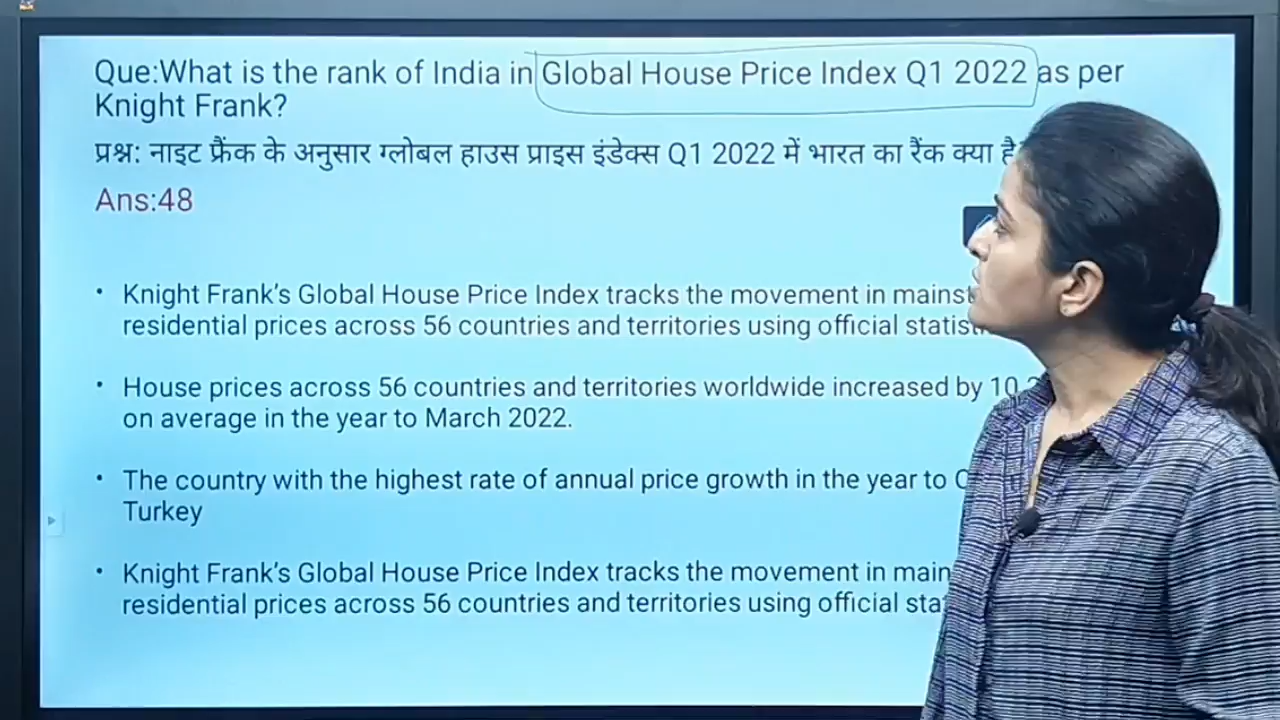 Que:What is the rank of India in Global House Price Index Q1 2022 as per
Knight Frank?
प्रश्न: नाइट फ्रैंक के अनुसार ग्लोबल हाउस प्राइस इंडेक्स Q1 2022 में भारत का रैंक क्या है
Ans:48
• Knight Frank's Global House Price Index tracks the movement in
residential prices across 56 countries and territories using official
• House prices across 56 countries and territories worldwide increased by
on average in the year to March 2022.
• The country with the highest rate of annual price growth in the year to
Turkey
• Knight Frank's Global House Price Index tracks the movement in
residential prices across 56 countries and territories using official